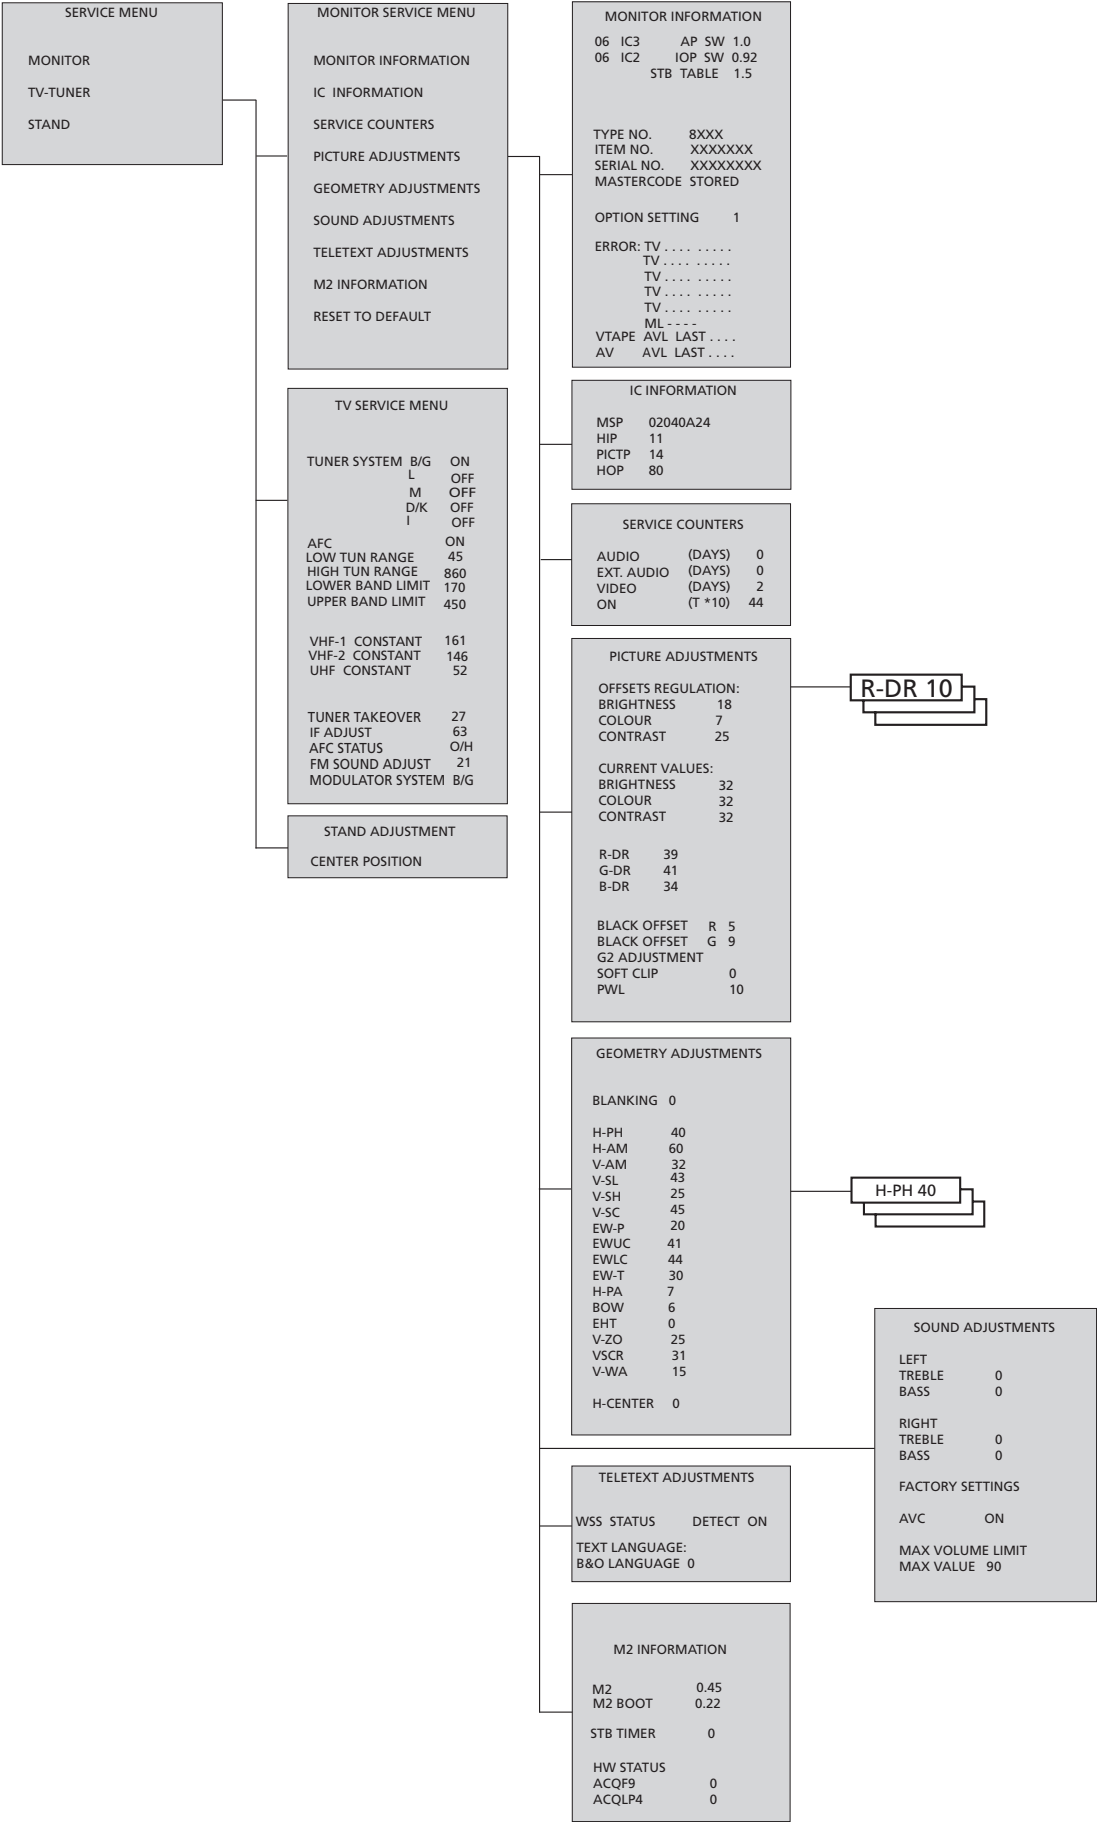 SERVICE MENU
MONITOR
TV-TUNER
STAND
MONITOR SERVICE MENU
MONITOR INFORMATION
IC INFORMATION
SERVICE COUNTERS
PICTURE ADJUSTMENTS
GEOMETRY ADJUSTMENTS
SOUND ADJUSTMENTS
TELETEXT ADJUSTMENTS
M2 INFORMATION
RESET TO DEFAULT
TV SERVICE MENU
TUNER SYSTEM B/G ON
L OFF
M OFF
D/K OFF
I OFF
AFC ON
LOW TUN RANGE 45
HIGH TUN RANGE 860
LOWER BAND LIMIT 170
UPPER BAND LIMIT 450
VHF-1 CONSTANT 161
VHF-2 CONSTANT 146
UHF CONSTANT 52
TUNER TAKEOVER 27
IF ADJUST 63
AFC STATUS O/H
FM SOUND ADJUST 21
MODULATOR SYSTEM B/G
STAND ADJUSTMENT
CENTER POSITION
MONITOR INFORMATION
06 IC3 AP SW 1.0
06 IC2 IOP SW 0.92
STB TABLE 1.5
TYPE NO. 8XXX
ITEM NO. XXXXXXX
SERIAL NO. XXXXXXXX
MASTERCODE STORED
OPTION SETTING 1
ERROR: TV . . . . . . . . .
TV . . . . . . . . .
TV . . . . . . . . .
TV . . . . . . . . .
TV . . . . . . . . .
ML - - - -
VTAPE AVL LAST . . . .
AV AVL LAST . . . .
IC INFORMATION
MSP 02040A24
HIP 11
PICTP 14
HOP 80
SERVICE COUNTERS
AUDIO (DAYS) 0
EXT. AUDIO (DAYS) 0
VIDEO (DAYS) 2
ON (T *10) 44
PICTURE ADJUSTMENTS
OFFSETS REGULATION:
BRIGHTNESS 18
COLOUR 7
CONTRAST 25
CURRENT VALUES:
BRIGHTNESS 32
COLOUR 32
CONTRAST 32
R-DR 39
G-DR 41
B-DR 34
BLACK OFFSET R 5
BLACK OFFSET G 9
G2 ADJUSTMENT
SOFT CLIP 0
PWL 10
R-DR 10
GEOMETRY ADJUSTMENTS
BLANKING 0
H-PH 40
H-AM 60
V-AM 32
V-SL 43
V-SH 25
V-SC 45
EW-P 20
EWUC 41
EWLC 44
EW-T 30
H-PA 7
BOW 6
EHT 0
V-ZO 25
VSCR 31
V-WA 15
H-CENTER 0
H-PH 40
SOUND ADJUSTMENTS
LEFT
TREBLE 0
BASS 0
RIGHT
TREBLE 0
BASS 0
FACTORY SETTINGS
AVC ON
MAX VOLUME LIMIT
MAX VALUE 90
TELETEXT ADJUSTMENTS
WSS STATUS DETECT ON
TEXT LANGUAGE:
B&O LANGUAGE 0
M2 INFORMATION
M2 0.45
M2 BOOT 0.22
STB TIMER 0
HW STATUS
ACQF9 0
ACQLP4 0